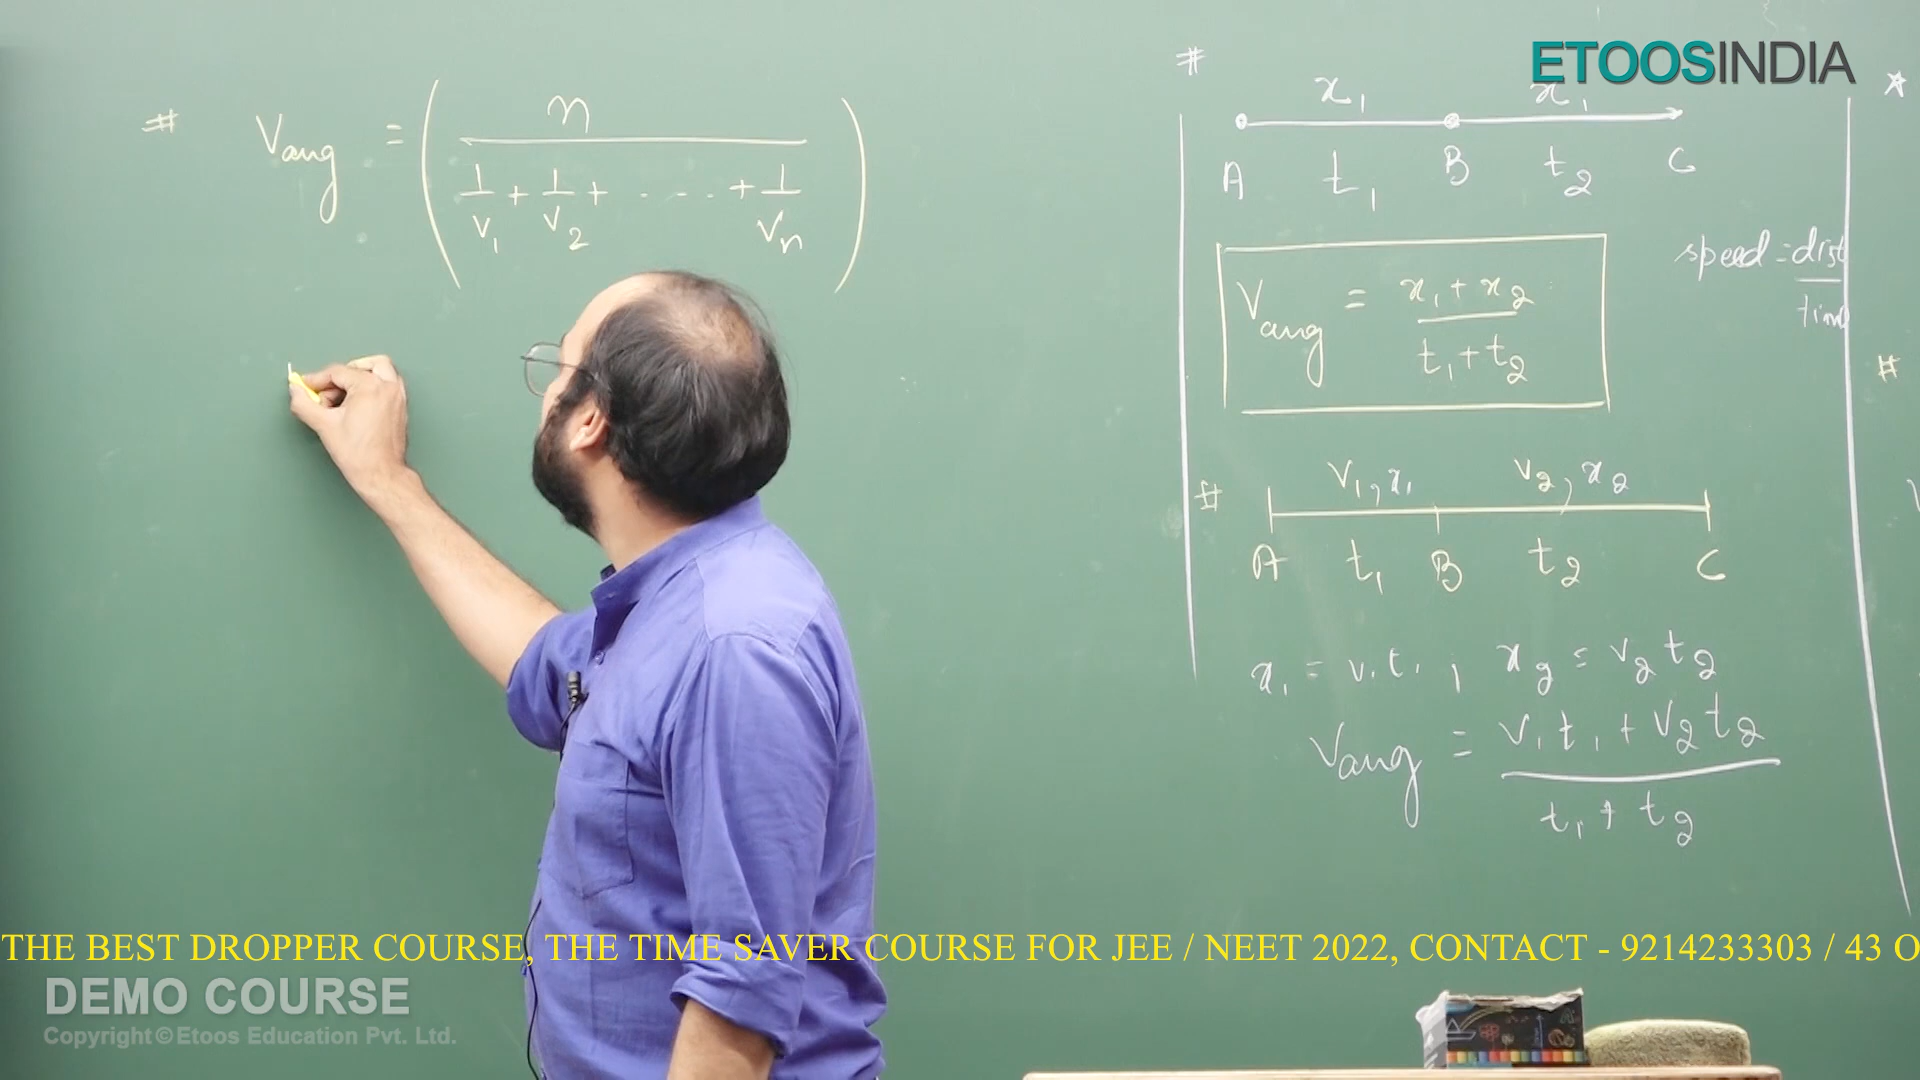 # Vavg = ( n / 1/v1 + 1/v2 + - - - - + 1/vn )
ETOOSINDIA
#
x1 x1
A t1 B t2 C
speed = dist / time
Vavg = x1 + x2 / t1 + t2
# v1, x1 v2, x2
A t1 B t2 C
x1 = v1t1 ; x2 = v2t2
Vavg = v1t1 + v2t2 / t1 + t2
#
THE BEST DROPPER COURSE, THE TIME SAVER COURSE FOR JEE / NEET 2022, CONTACT - 9214233303 / 43 O
DEMO COURSE
Copyright © Etoos Education Pvt. Ltd.